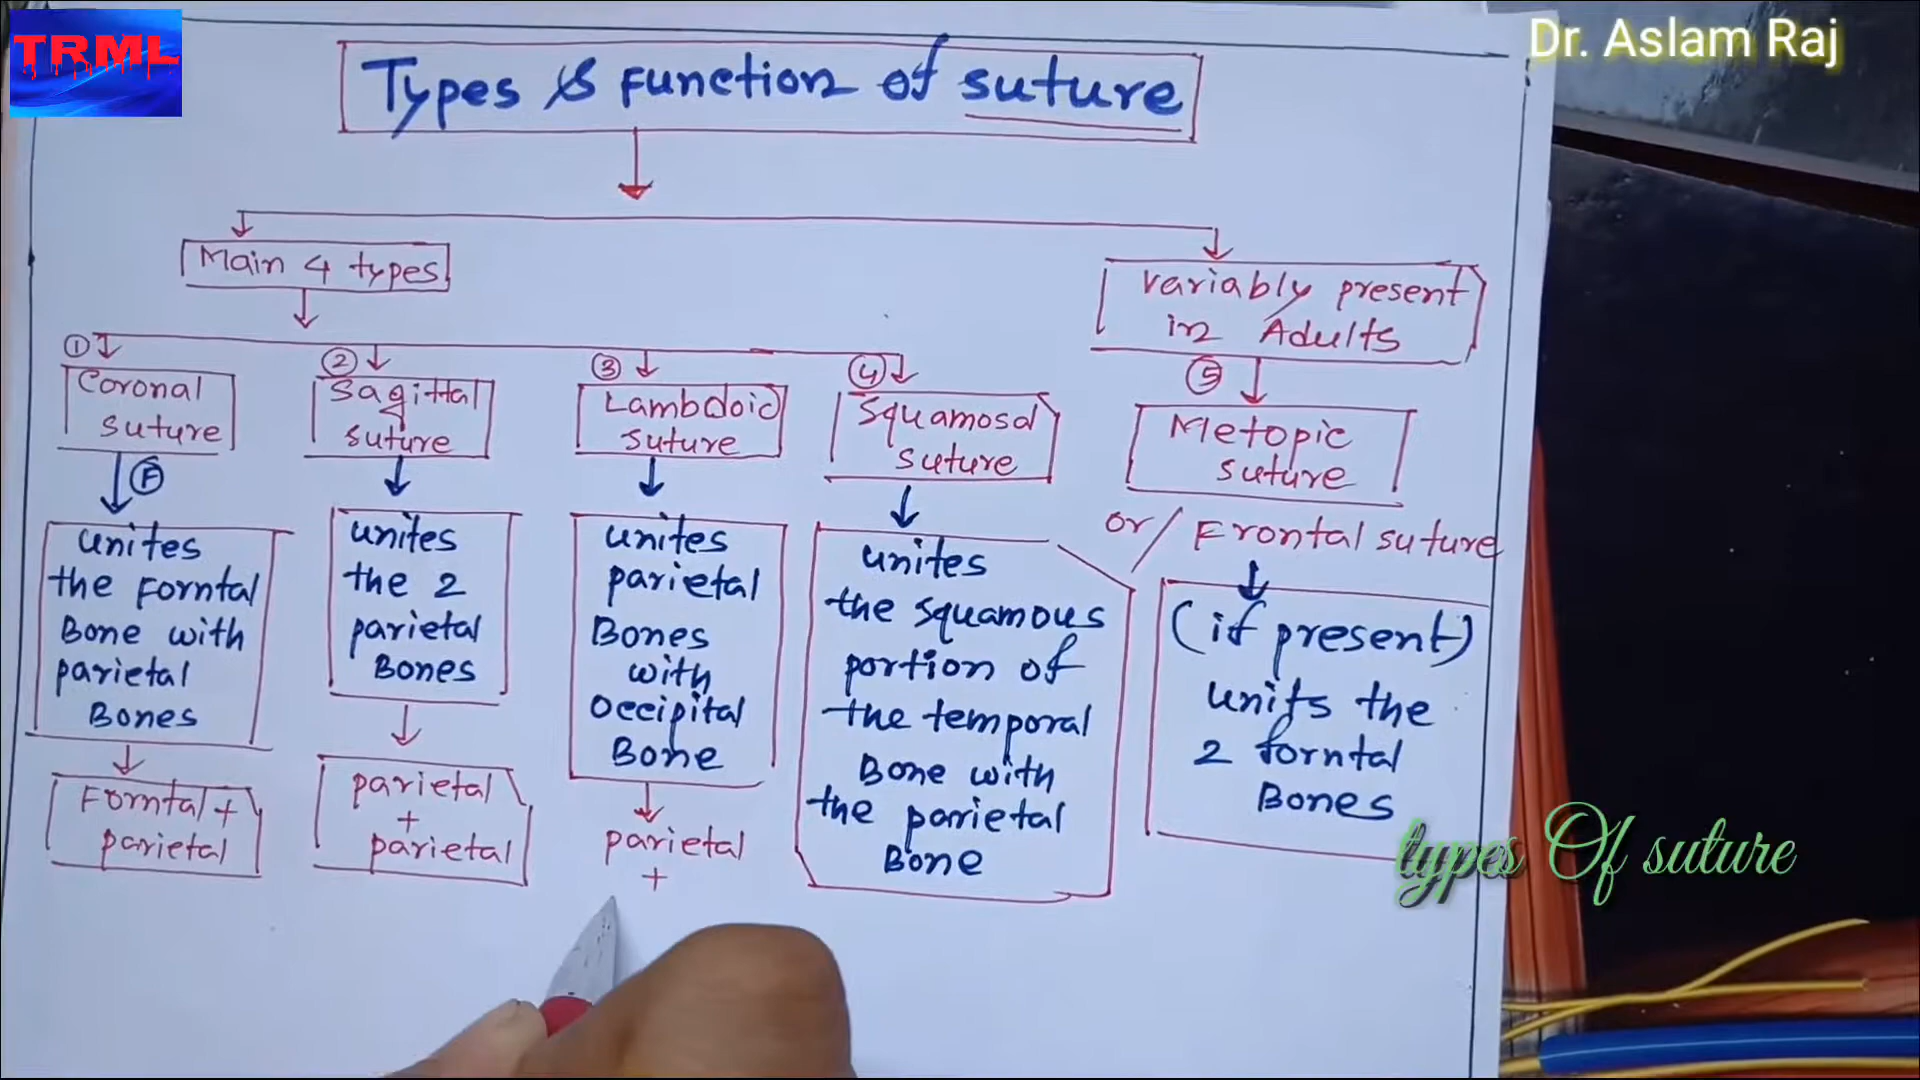 TRML
Dr. Aslam Raj
Types & function of suture
Main 4 types
variably present
in Adults
①
Coronal
suture
②
Sagittal
suture
③
Lambdoid
suture
④
Squamosal
suture
⑤
Metopic
suture
or/Frontal suture
Ⓕ
unites
the Forntal
Bone with
parietal
Bones
unites
the 2
parietal
Bones
unites
parietal
Bones
with
occipital
Bone
unites
the squamous
portion of
the temporal
Bone with
the parietal
Bone
(if present)
units the
2 forntal
Bones
Forntal +
parietal
parietal
+
parietal
parietal
+
types Of suture